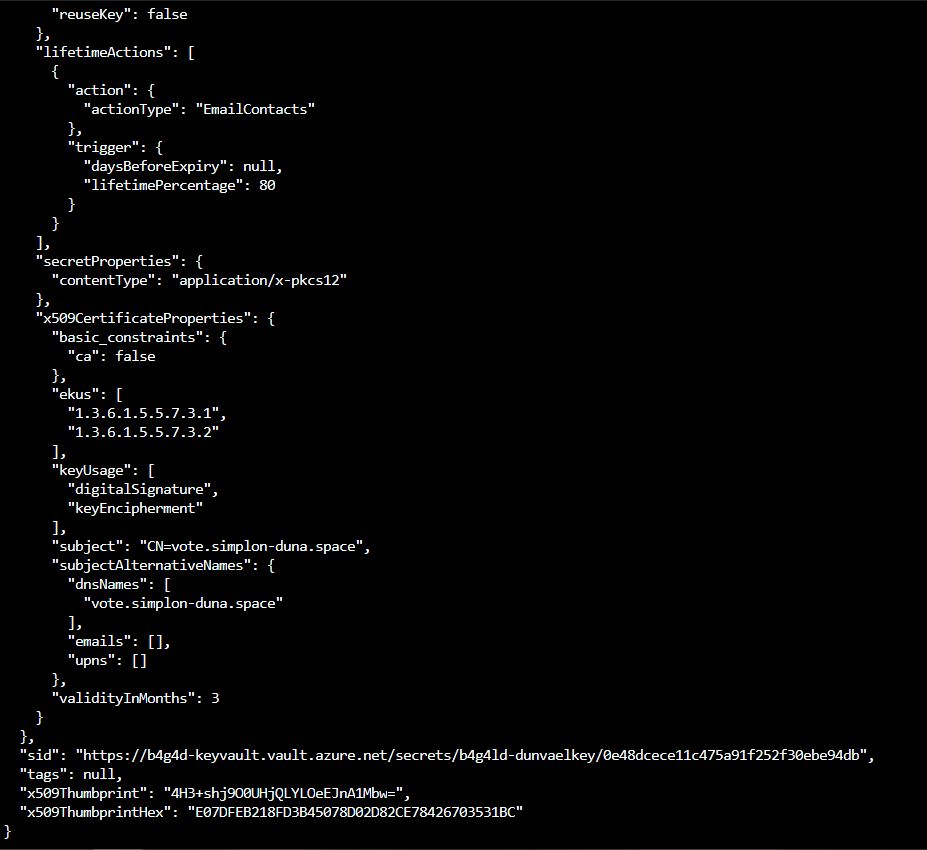 "reuseKey": false
},
"lifetimeActions": [
{
"action": {
"actionType": "EmailContacts"
},
"trigger": {
"daysBeforeExpiry": null,
"lifetimePercentage": 80
}
}
],
"secretProperties": {
"contentType": "application/x-pkcs12"
},
"x509CertificateProperties": {
"basic_constraints": {
"ca": false
},
"ekus": [
"1.3.6.1.5.5.7.3.1",
"1.3.6.1.5.5.7.3.2"
],
"keyUsage": [
"digitalSignature",
"keyEncipherment"
],
"subject": "CN=vote.simplon-duna.space",
"subjectAlternativeNames": {
"dnsNames": [
"vote.simplon-duna.space"
],
"emails": [],
"upns": []
},
"validityInMonths": 3
}
},
"sid": "https://b4g4d-keyvault.vault.azure.net/secrets/b4g4ld-dunvaelkey/0e48dcece11c475a91f252f30ebe94db",
"tags": null,
"x509Thumbprint": "4H3+shj9O0UHjQLYLOeEJnA1Mbw=",
"x509ThumbprintHex": "E07DFEB218FD3B45078D02D82CE78426703531BC"
}